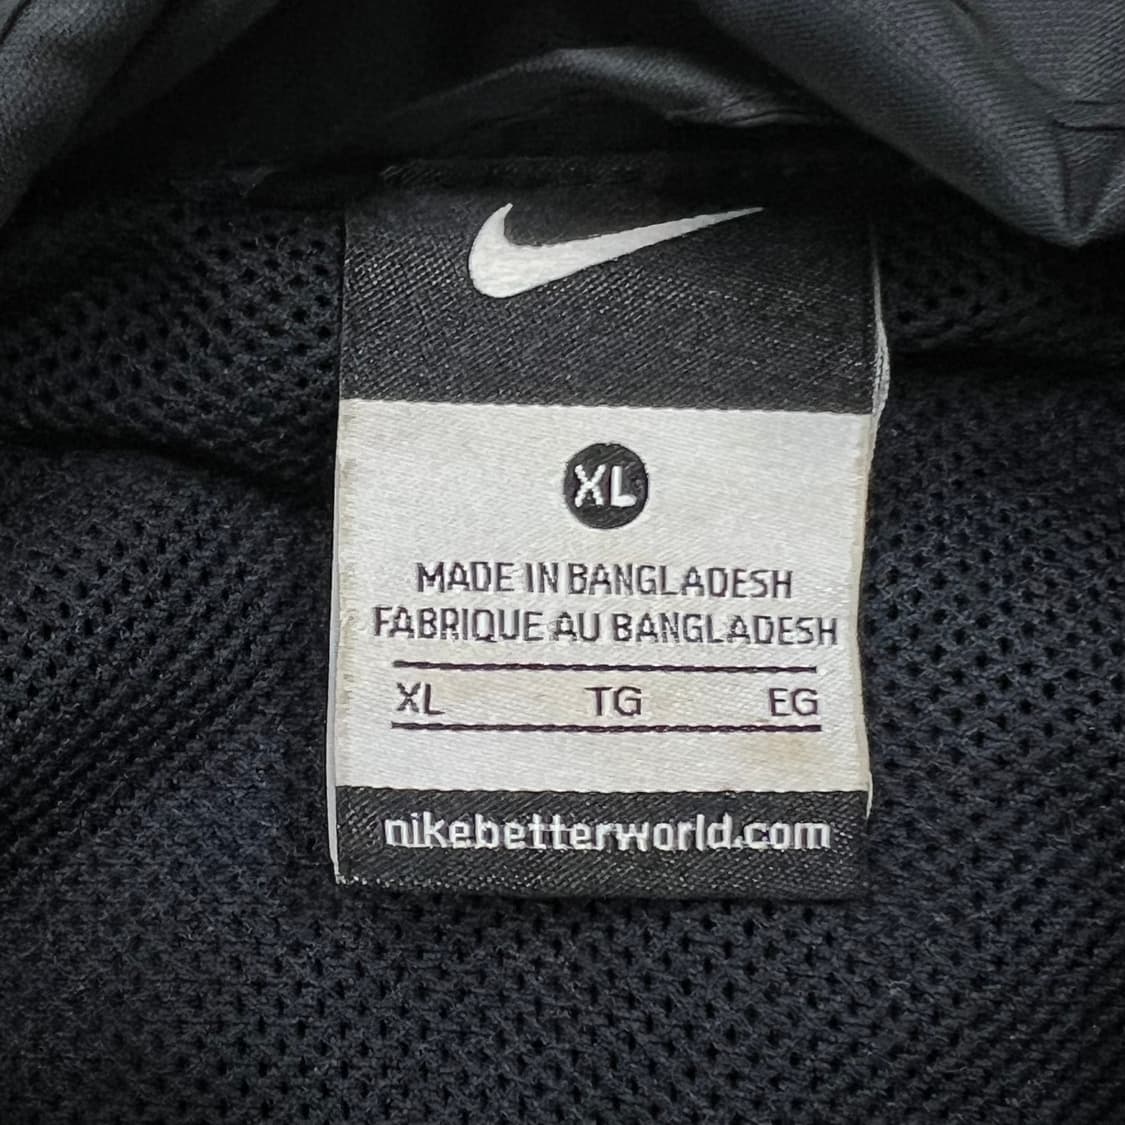 XL
MADE IN BANGLADESH
FABRIQUE AU BANGLADESH
XL TG EG
nikebetterworld.com